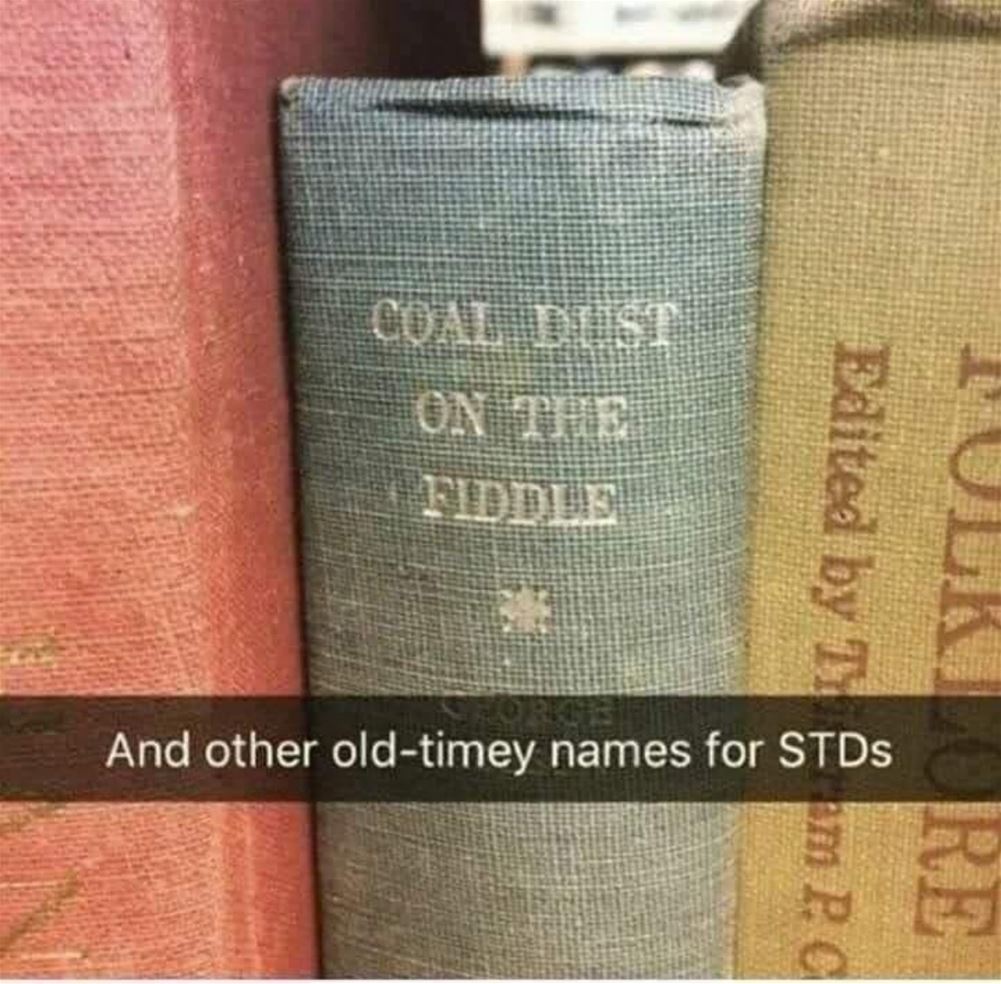 COAL DUST
ON THE
FIDDLE
And other old-timey names for STDs
FOLKLORE
Edited by
P. C